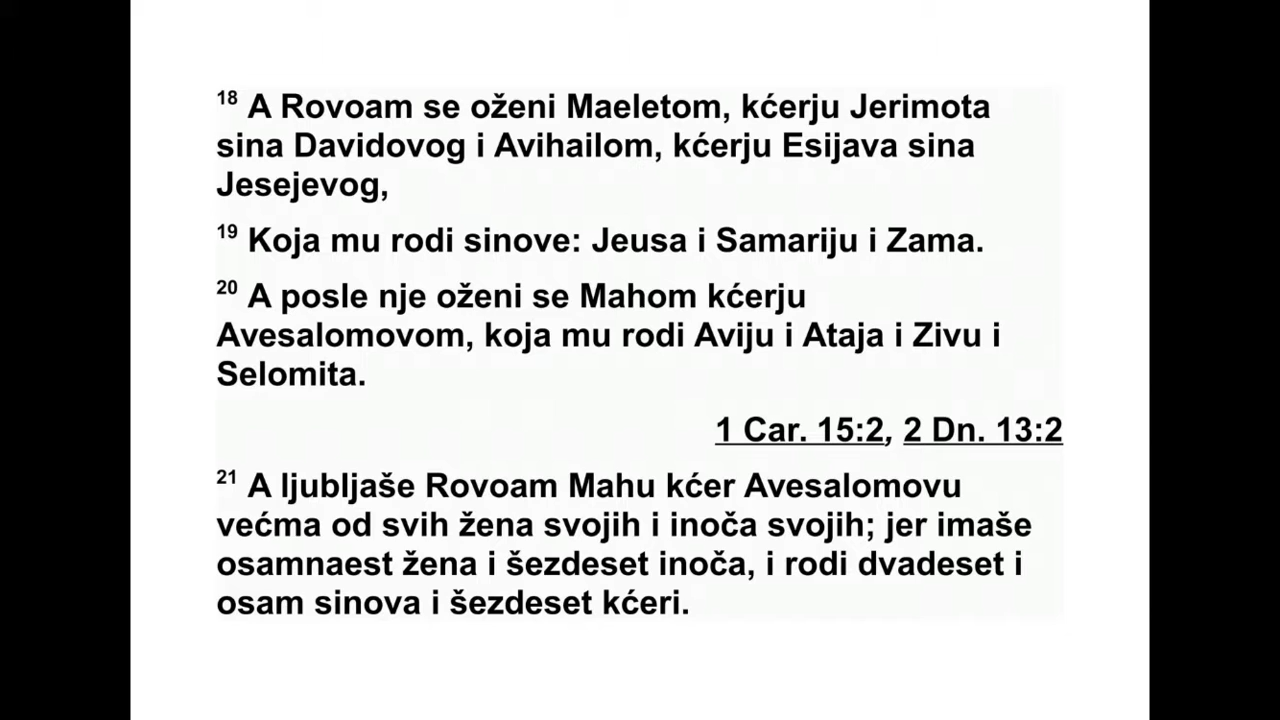 18 A Rovoam se oženi Maeletom, kćerju Jerimota
sina Davidovog i Avihailom, kćerju Esijava sina
Jesejevog,
19 Koja mu rodi sinove: Jeusa i Samariju i Zama.
20 A posle nje oženi se Mahom kćerju
Avesalomovom, koja mu rodi Aviju i Ataja i Zivu i
Selomita.
1 Car. 15:2, 2 Dn. 13:2
21 A ljubljaše Rovoam Mahu kćer Avesalomovu
većma od svih žena svojih i inoča svojih; jer imaše
osamnaest žena i šezdeset inoča, i rodi dvadeset i
osam sinova i šezdeset kćeri.